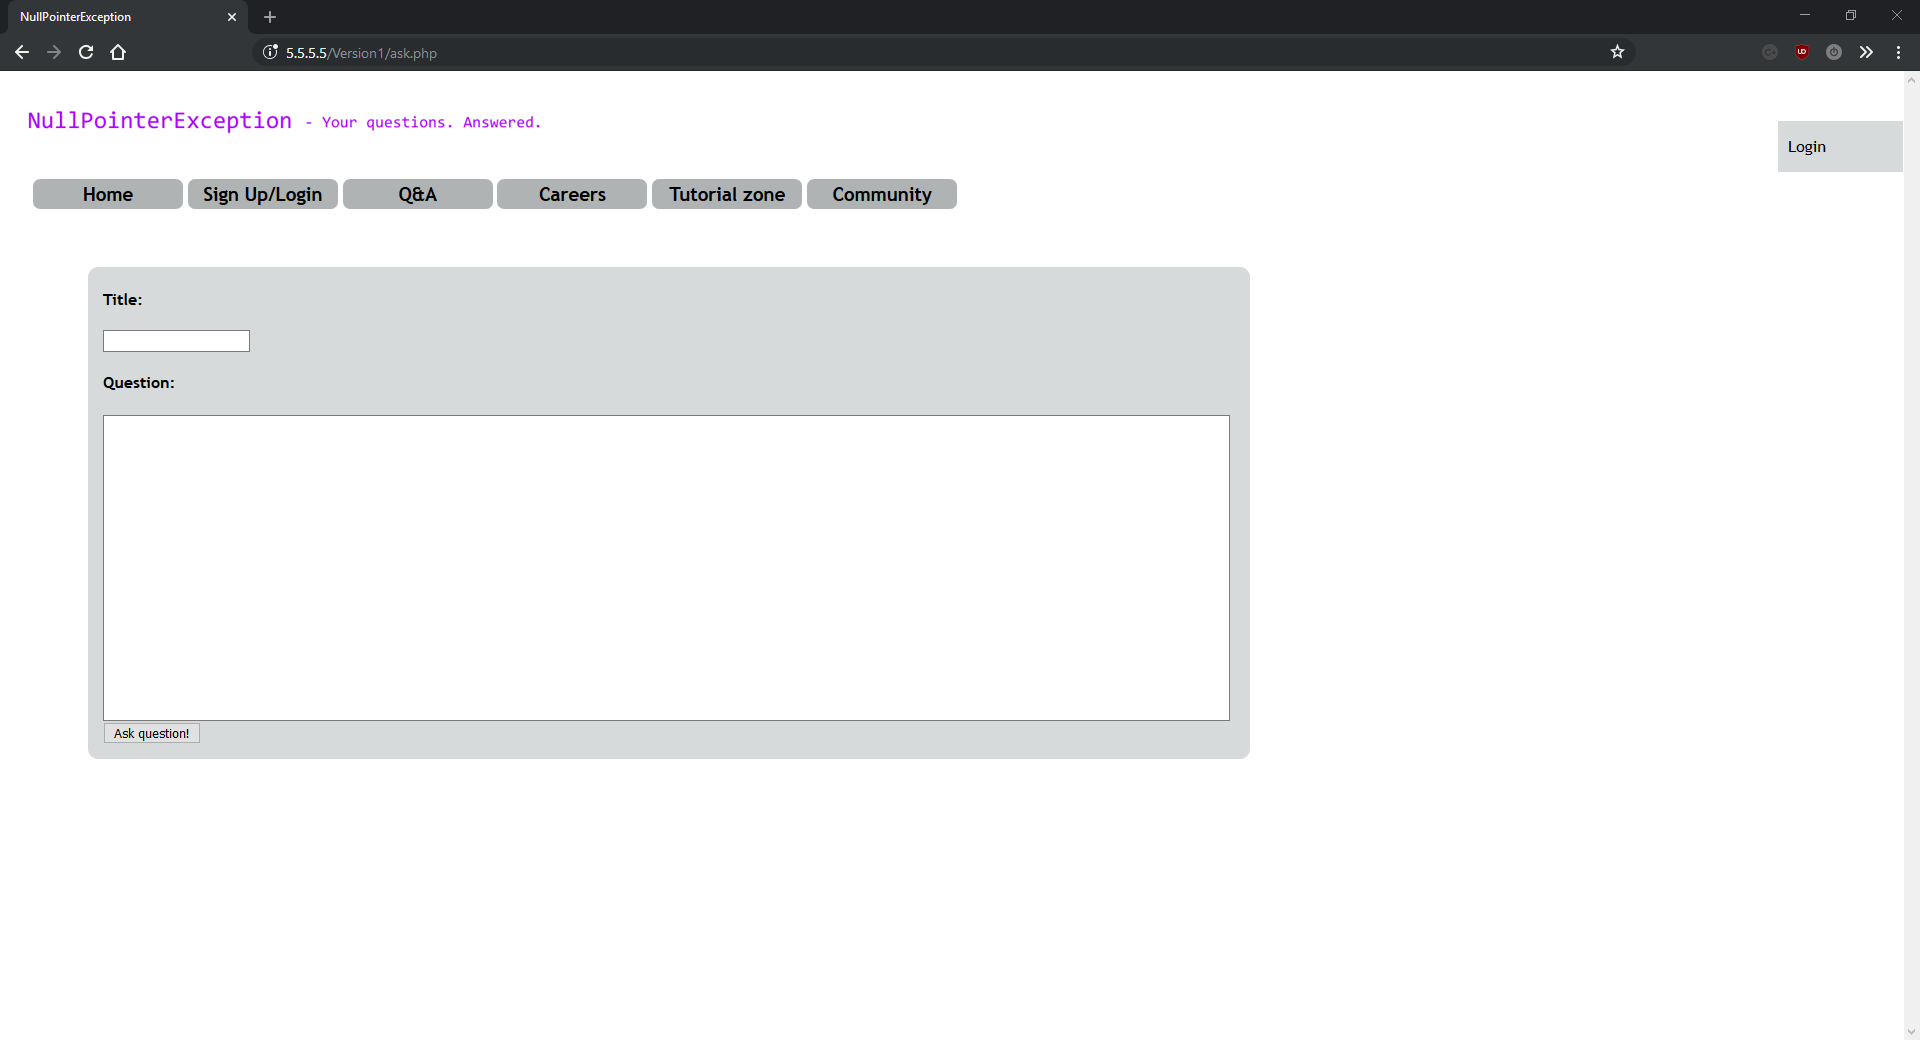 NullPointerException
5.5.5.5/Version1/ask.php
NullPointerException - Your questions. Answered.
Login
Home
Sign Up/Login
Q&A
Careers
Tutorial zone
Community
Title:
Question:
Ask question!